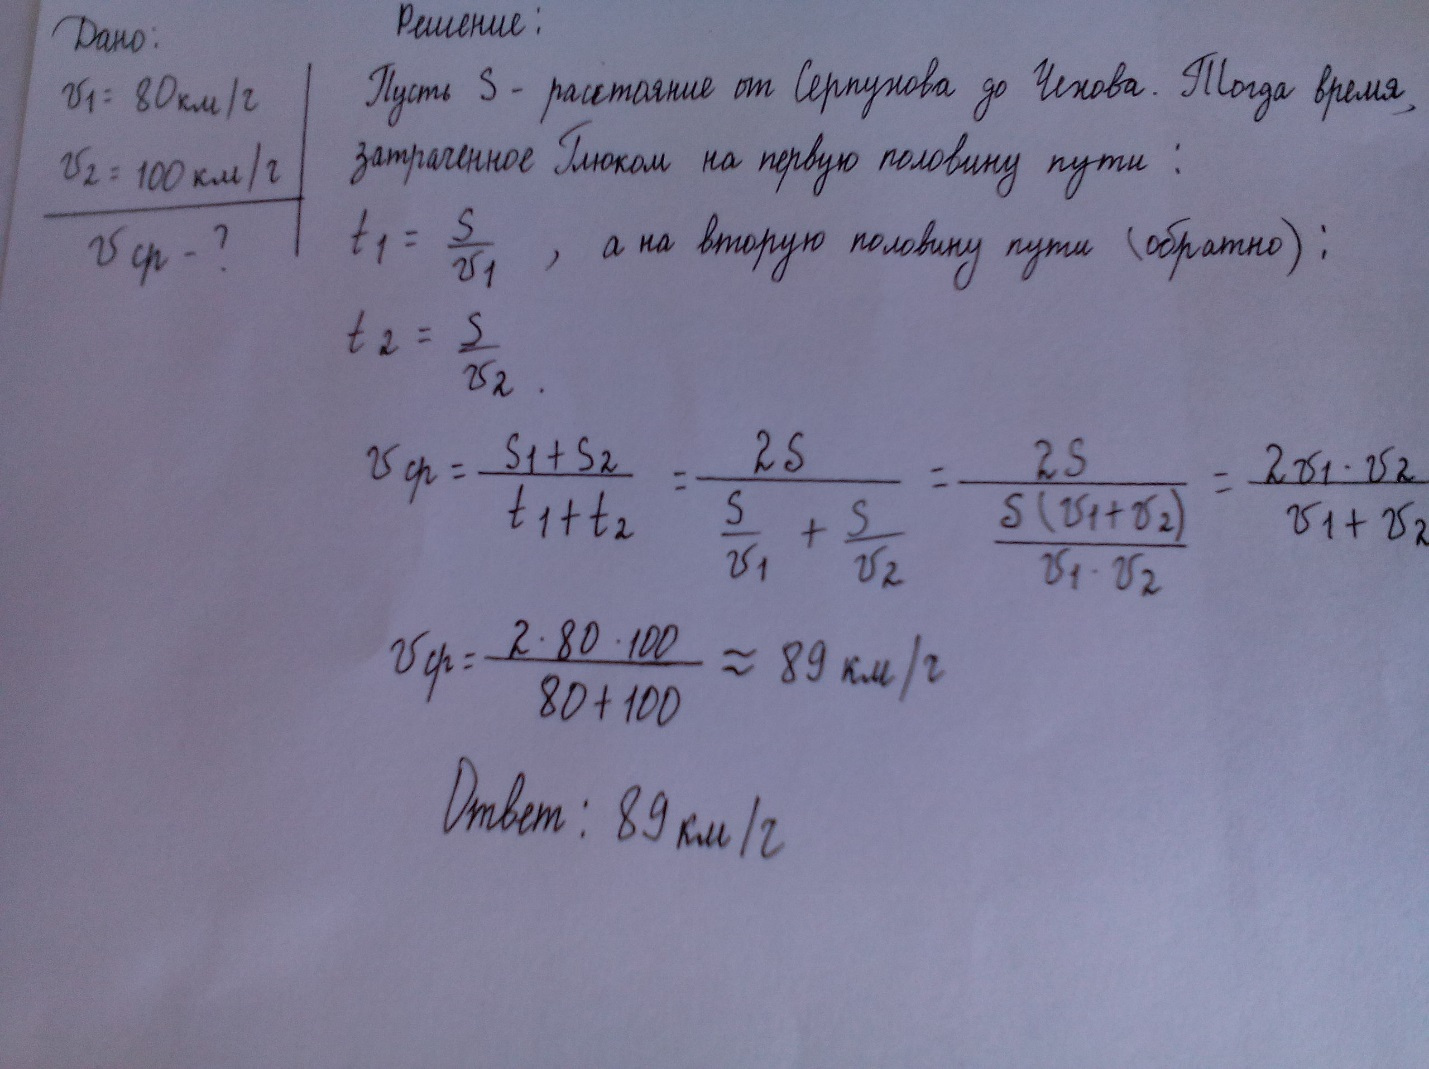 Дано:
v1 = 80 км/ч
v2 = 100 км/ч
vср - ?
Решение:
Пусть S - расстояние от Серпухова до Чехова. Тогда время,
затраченное Глюком на первую половину пути:
t1 = S/v1 , а на вторую половину пути (обратно):
t2 = S/v2 .
vср = (S1+S2)/(t1+t2) = 2S/(S/v1 + S/v2) = 2S/(S(v1+v2)/(v1·v2)) = (2v1·v2)/(v1+v2)
vср = (2·80·100)/(80+100) ≈ 89 км/ч
Ответ: 89 км/ч